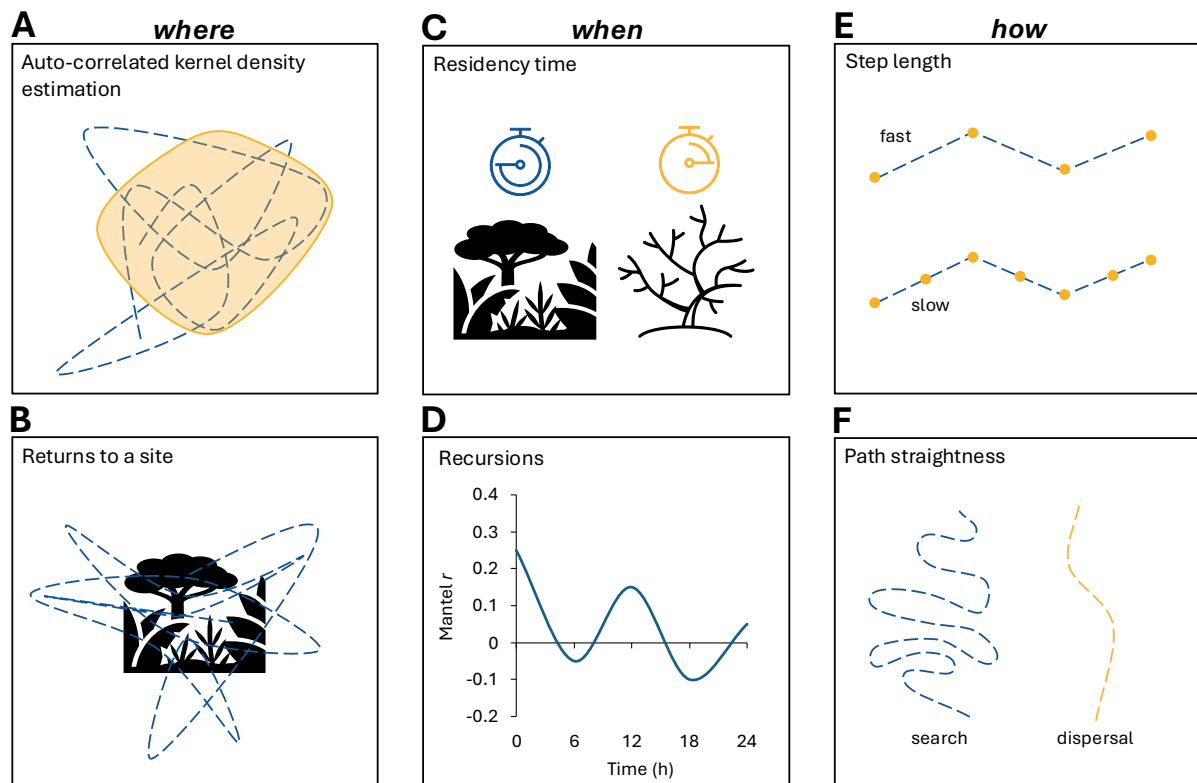 A
where
Auto-correlated kernel density
estimation
B
Returns to a site
C
when
Residency time
D
Recursions
0.4
0.3
0.2
0.1
0
-0.1
-0.2
Mantel r
0 6 12 18 24
Time (h)
E
how
Step length
fast
slow
F
Path straightness
search
dispersal